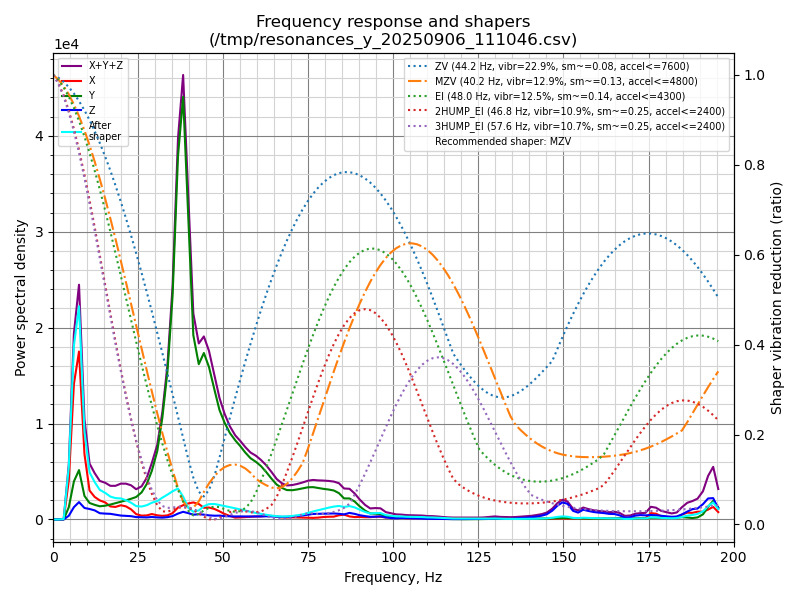 Frequency response and shapers
(/tmp/resonances_y_20250906_111046.csv)
1e4
X+Y+Z
X
Y
Z
After
shaper
ZV (44.2 Hz, vibr=22.9%, sm~=0.08, accel<=7600)
MZV (40.2 Hz, vibr=12.9%, sm~=0.13, accel<=4800)
EI (48.0 Hz, vibr=12.5%, sm~=0.14, accel<=4300)
2HUMP_EI (46.8 Hz, vibr=10.9%, sm~=0.25, accel<=2400)
3HUMP_EI (57.6 Hz, vibr=10.7%, sm~=0.25, accel<=2400)
Recommended shaper: MZV
4
3
2
1
0
Power spectral density
1.0
0.8
0.6
0.4
0.2
0.0
Shaper vibration reduction (ratio)
0 25 50 75 100 125 150 175 200
Frequency, Hz